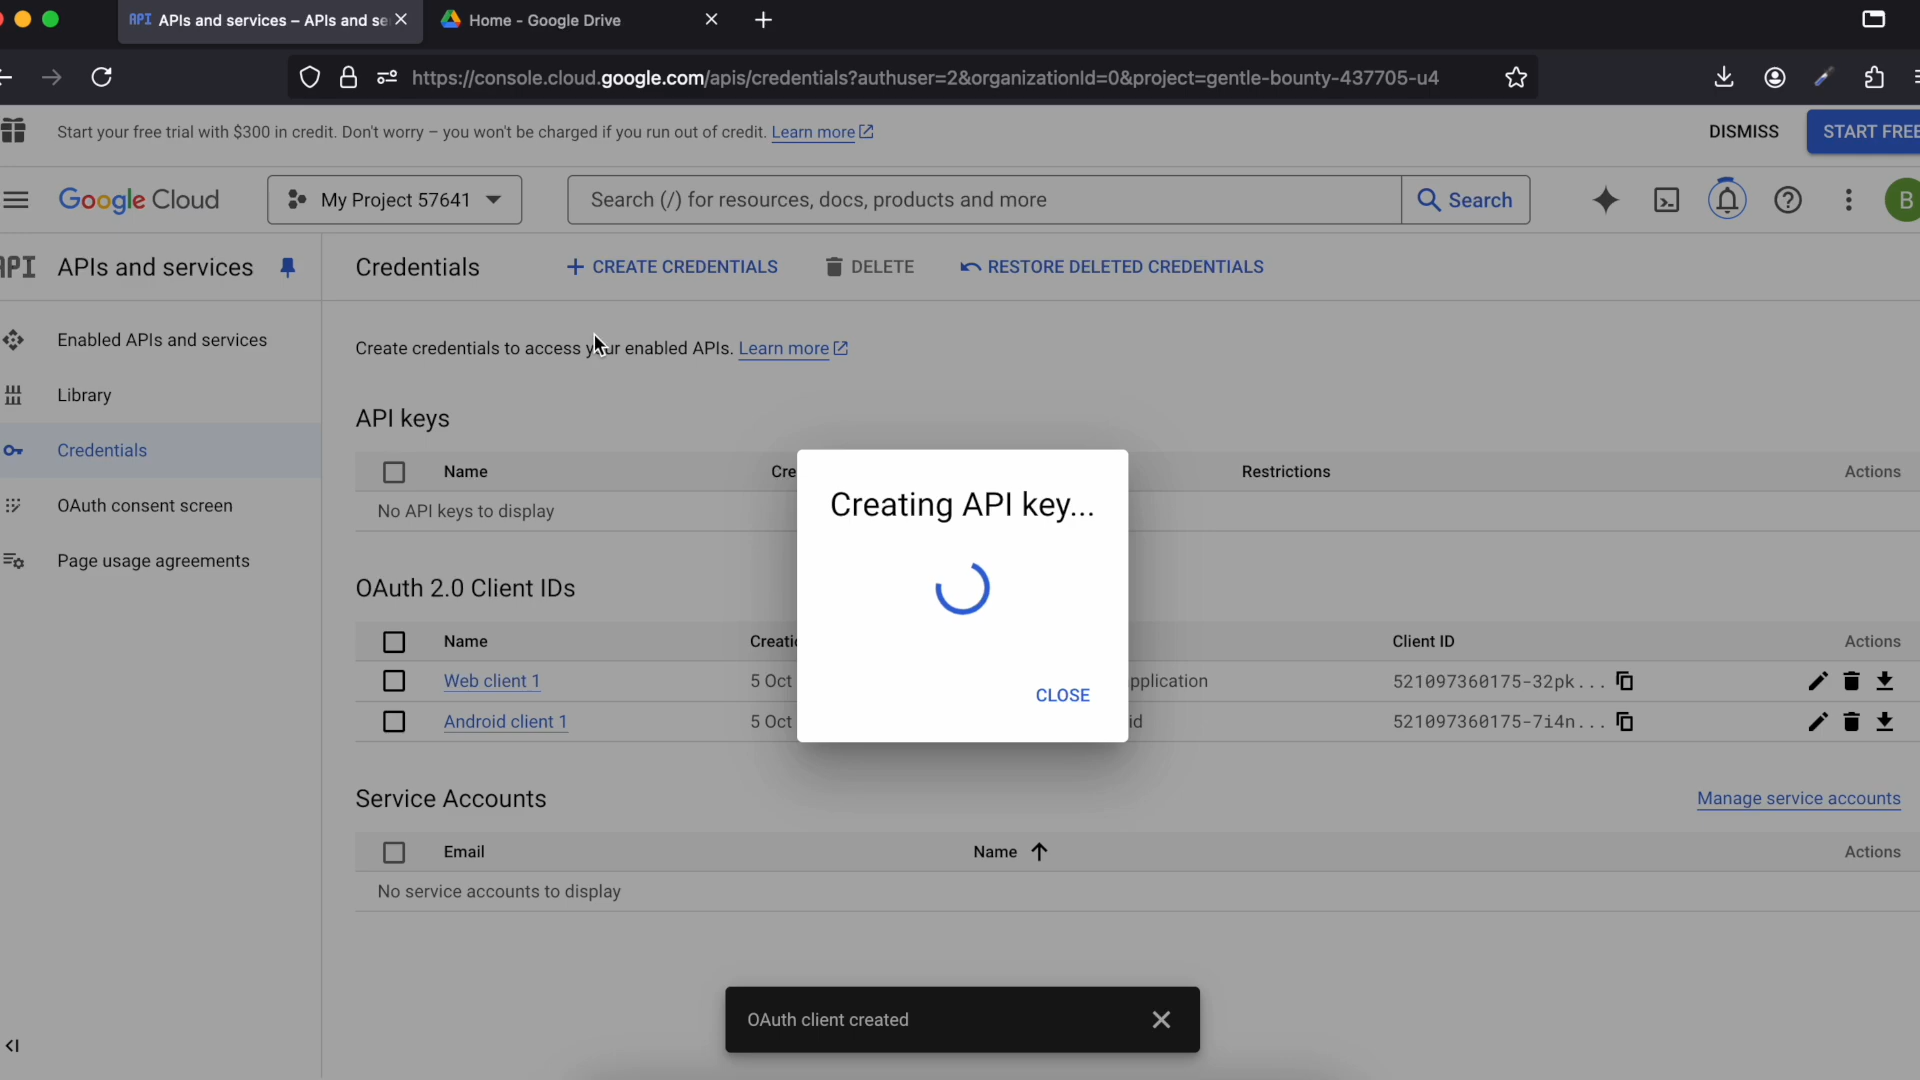 API APIs and services – APIs and se
Home - Google Drive
https://console.cloud.google.com/apis/credentials?authuser=2&organizationId=0&project=gentle-bounty-437705-u4
Start your free trial with $300 in credit. Don't worry – you won't be charged if you run out of credit. Learn more
DISMISS
START FREE
Google Cloud
My Project 57641
Search (/) for resources, docs, products and more
Search
B
API APIs and services
Credentials
+ CREATE CREDENTIALS
DELETE
RESTORE DELETED CREDENTIALS
Enabled APIs and services
Library
Credentials
OAuth consent screen
Page usage agreements
Create credentials to access your enabled APIs. Learn more
API keys
Name Cre Restrictions Actions
No API keys to display
Creating API key...
CLOSE
OAuth 2.0 Client IDs
Name Creatio Client ID Actions
Web client 1 5 Oct pplication 521097360175-32pk...
Android client 1 5 Oct id 521097360175-7i4n...
Service Accounts
Manage service accounts
Email Name Actions
No service accounts to display
OAuth client created